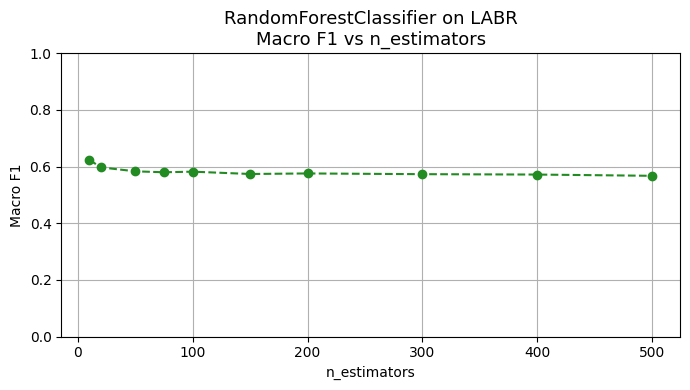 RandomForestClassifier on LABR
Macro F1 vs n_estimators
1.0
0.8
0.6
0.4
0.2
0.0
Macro F1
0 100 200 300 400 500
n_estimators